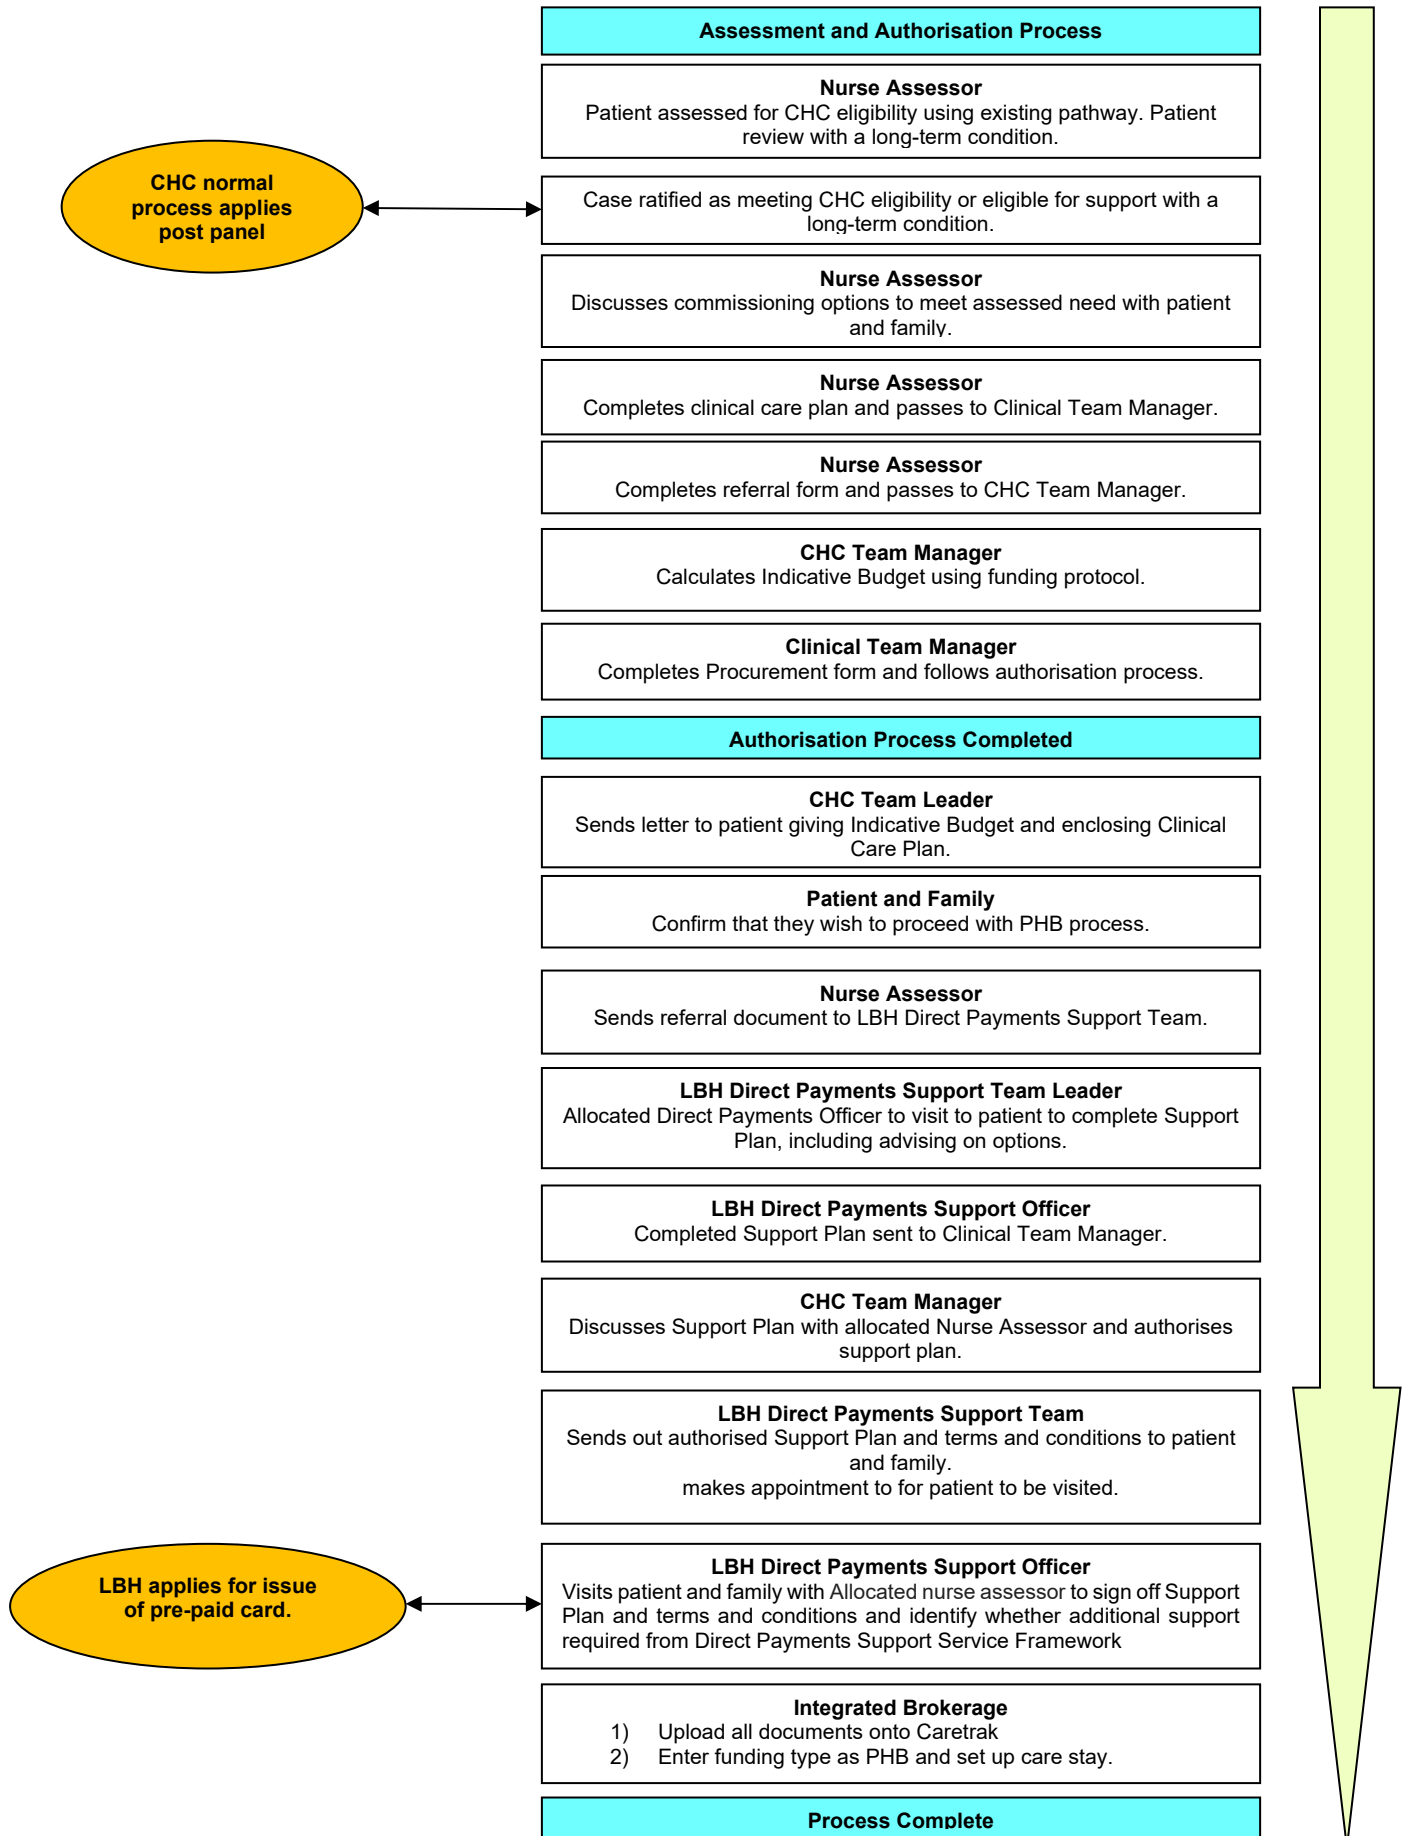 Assessment and Authorisation Process
Nurse Assessor
Patient assessed for CHC eligibility using existing pathway. Patient
review with a long-term condition.
CHC normal
process applies
post panel
Case ratified as meeting CHC eligibility or eligible for support with a
long-term condition.
Nurse Assessor
Discusses commissioning options to meet assessed need with patient
and family.
Nurse Assessor
Completes clinical care plan and passes to Clinical Team Manager.
Nurse Assessor
Completes referral form and passes to CHC Team Manager.
CHC Team Manager
Calculates Indicative Budget using funding protocol.
Clinical Team Manager
Completes Procurement form and follows authorisation process.
Authorisation Process Completed
CHC Team Leader
Sends letter to patient giving Indicative Budget and enclosing Clinical
Care Plan.
Patient and Family
Confirm that they wish to proceed with PHB process.
Nurse Assessor
Sends referral document to LBH Direct Payments Support Team.
LBH Direct Payments Support Team Leader
Allocated Direct Payments Officer to visit to patient to complete Support
Plan, including advising on options.
LBH Direct Payments Support Officer
Completed Support Plan sent to Clinical Team Manager.
CHC Team Manager
Discusses Support Plan with allocated Nurse Assessor and authorises
support plan.
LBH Direct Payments Support Team
Sends out authorised Support Plan and terms and conditions to patient
and family.
makes appointment to for patient to be visited.
LBH applies for issue
of pre-paid card.
LBH Direct Payments Support Officer
Visits patient and family with Allocated nurse assessor to sign off Support
Plan and terms and conditions and identify whether additional support
required from Direct Payments Support Service Framework
Integrated Brokerage
1) Upload all documents onto Caretrak
2) Enter funding type as PHB and set up care stay.
Process Complete